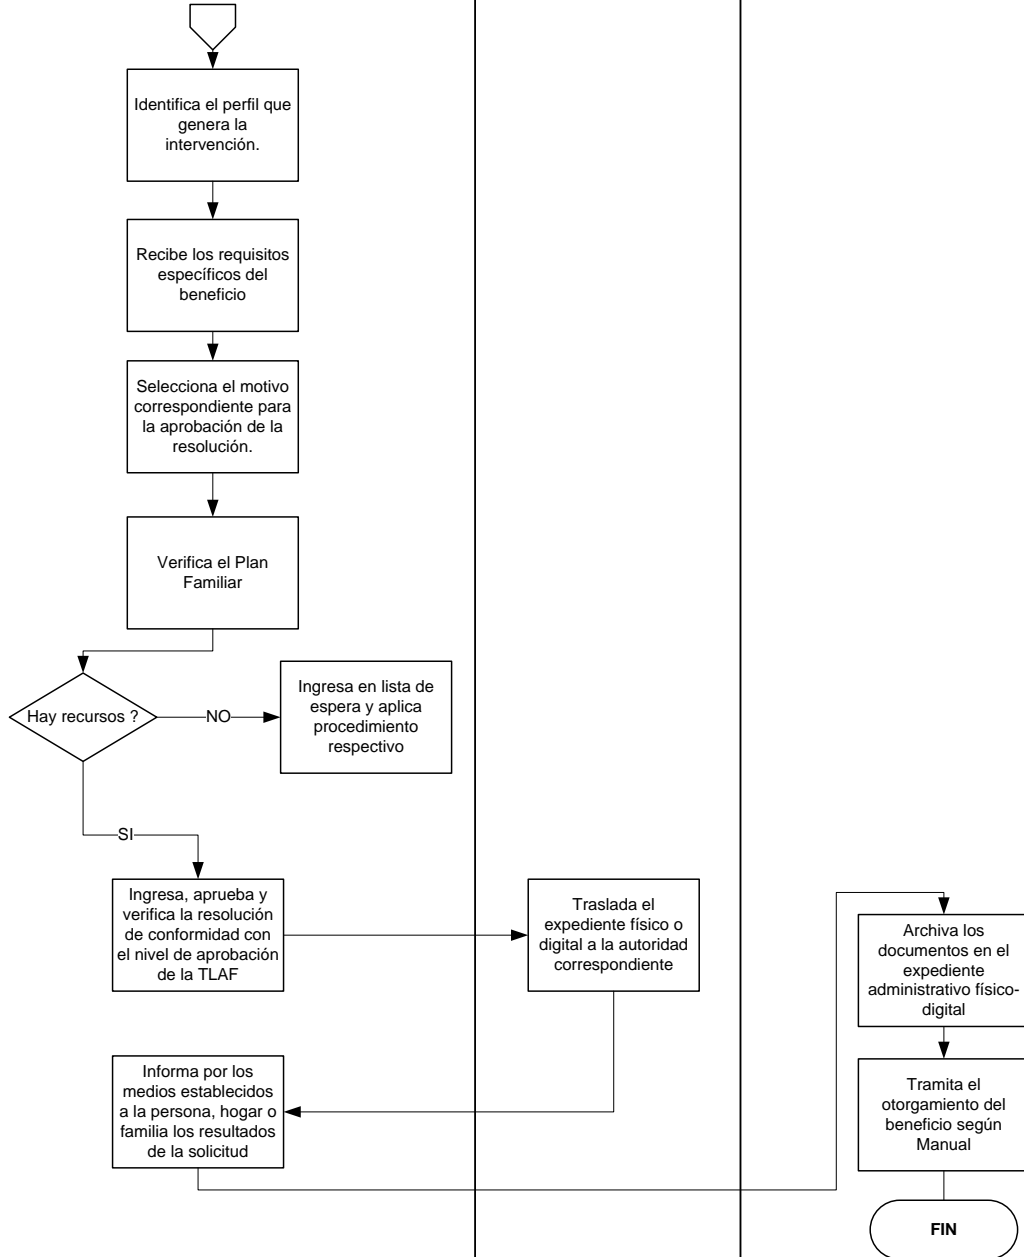 Identifica el perfil que
genera la
intervención.
Recibe los requisitos
específicos del
beneficio
Selecciona el motivo
correspondiente para
la aprobación de la
resolución.
Verifica el Plan
Familiar
Hay recursos ?
NO
Ingresa en lista de
espera y aplica
procedimiento
respectivo
SI
Ingresa, aprueba y
verifica la resolución
de conformidad con
el nivel de aprobación
de la TLAF
Traslada el
expediente físico o
digital a la autoridad
correspondiente
Informa por los
medios establecidos
a la persona, hogar o
familia los resultados
de la solicitud
Archiva los
documentos en el
expediente
administrativo físico-
digital
Tramita el
otorgamiento del
beneficio según
Manual
FIN